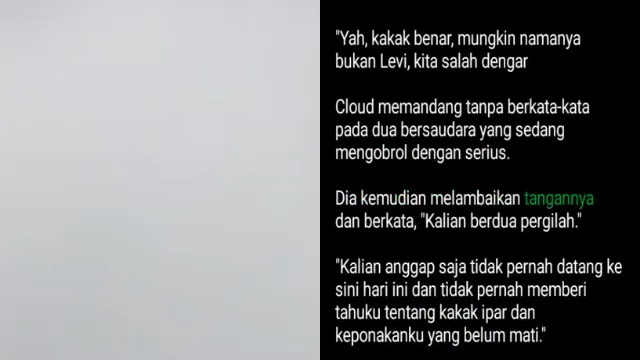 "Yah, kakak benar, mungkin namanya
bukan Levi, kita salah dengar
Cloud memandang tanpa berkata-kata
pada dua bersaudara yang sedang
mengobrol dengan serius.
Dia kemudian melambaikan tangannya
dan berkata, "Kalian berdua pergilah."
"Kalian anggap saja tidak pernah datang ke
sini hari ini dan tidak pernah memberi
tahuku tentang kakak ipar dan
keponakanku yang belum mati."